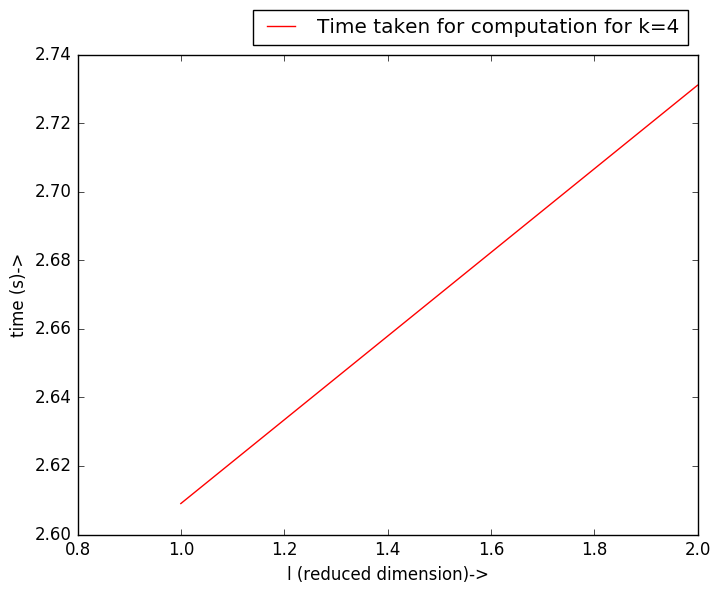 Time taken for computation for k=4
2.74
2.72
2.70
2.68
2.66
2.64
2.62
2.60
time (s)->
0.8 1.0 1.2 1.4 1.6 1.8 2.0
l (reduced dimension)->